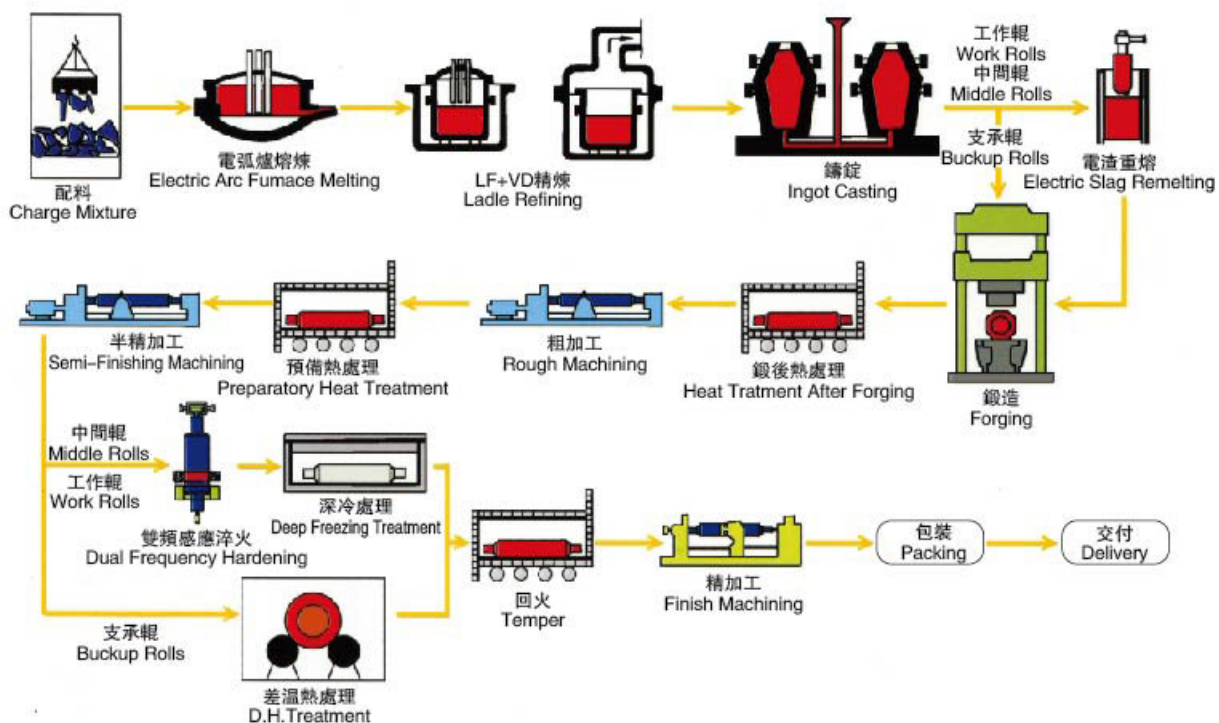 配料
Charge Mixture
電弧爐熔煉
Electric Arc Furnace Melting
LF+VD精煉
Ladle Refining
鑄錠
Ingot Casting
工作輥
Work Rolls
中間輥
Middle Rolls
支承輥
Buckup Rolls
電渣重熔
Electric Slag Remelting
鍛造
Forging
鍛後熱處理
Heat Tratment After Forging
粗加工
Rough Machining
預備熱處理
Preparatory Heat Treatment
半精加工
Semi-Finishing Machining
中間輥
Middle Rolls
工作輥
Work Rolls
雙頻感應淬火
Dual Frequency Hardening
深冷處理
Deep Freezing Treatment
支承輥
Buckup Rolls
差温熱處理
D.H.Treatment
回火
Temper
精加工
Finish Machining
包裝
Packing
交付
Delivery